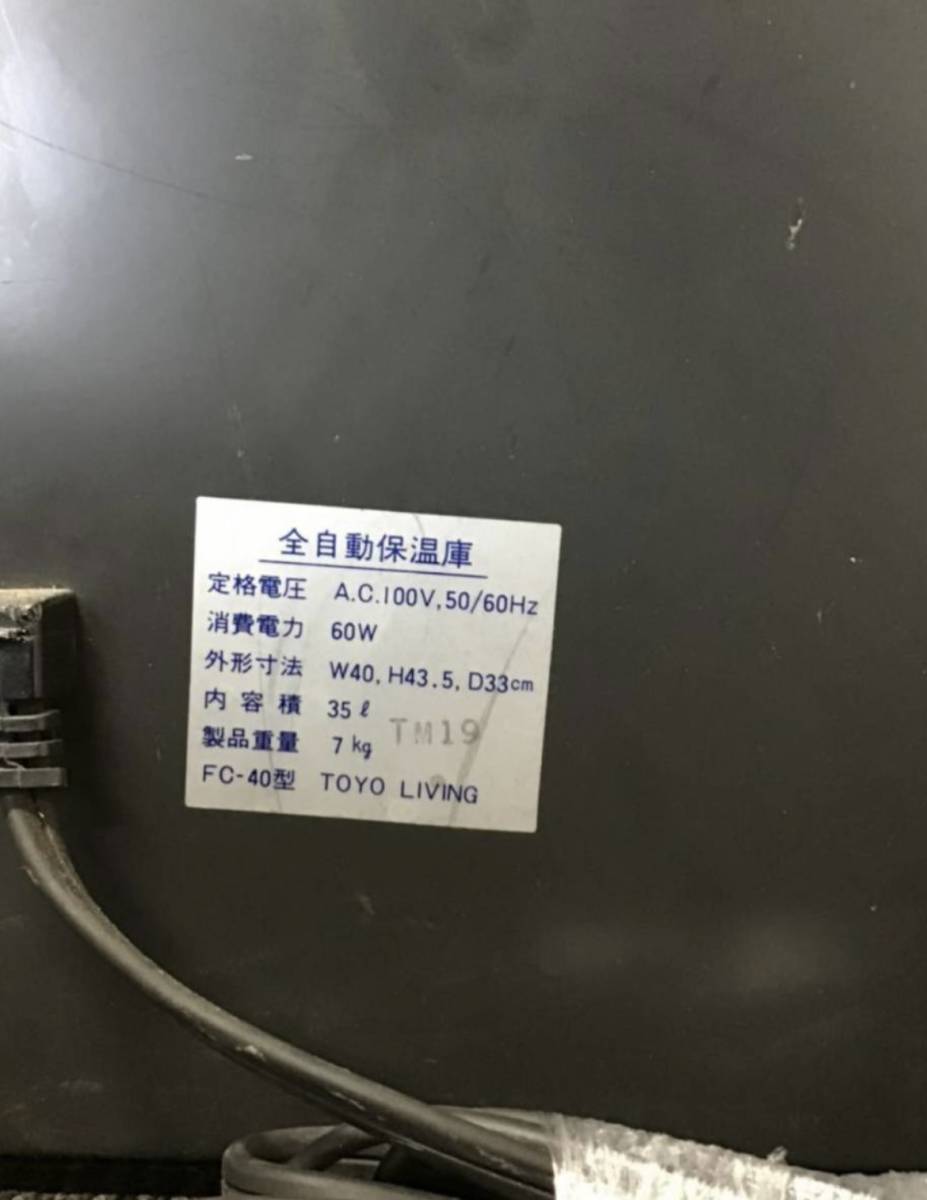 全自動保温庫
定格電圧 A.C.100V,50/60Hz
消費電力 60W
外形寸法 W40, H43.5, D33cm
内容積 35ℓ
製品重量 7kg TM19
FC-40型 TOYO LIVING